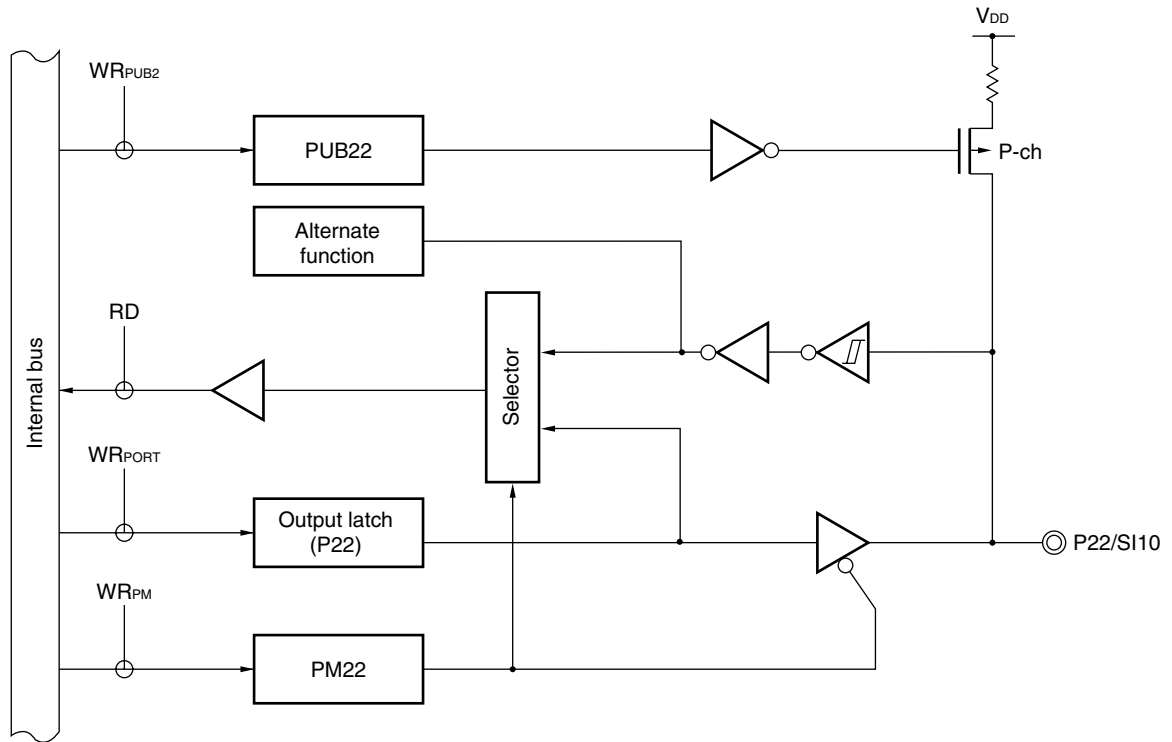 VDD
WRPUB2
PUB22
P-ch
Alternate
function
RD
Selector
Internal bus
WRPORT
Output latch
(P22)
P22/SI10
WRPM
PM22